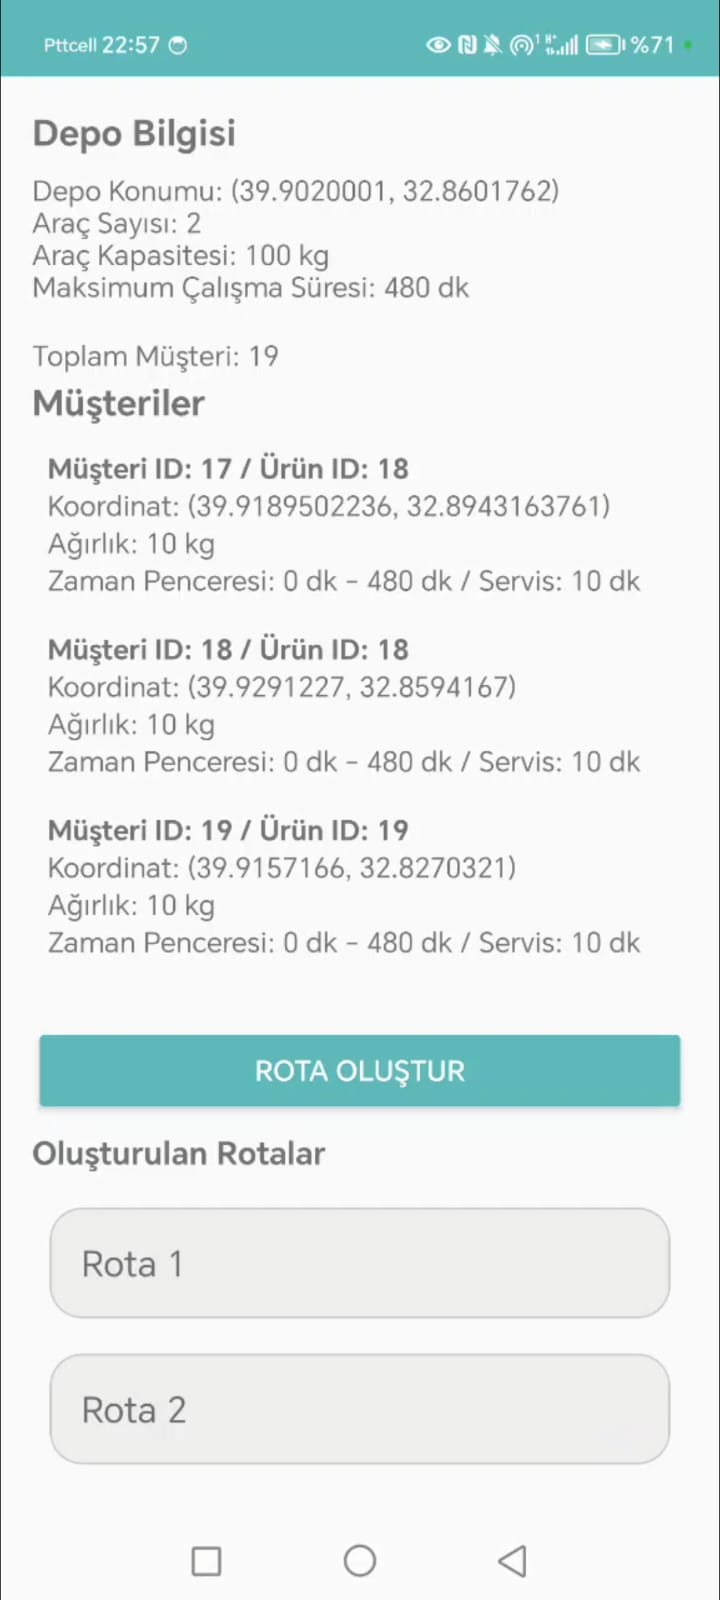 Pttcell 22:57 1 H+ %71
Depo Bilgisi
Depo Konumu: (39.9020001, 32.8601762)
Araç Sayısı: 2
Araç Kapasitesi: 100 kg
Maksimum Çalışma Süresi: 480 dk
Toplam Müşteri: 19
Müşteriler
Müşteri ID: 17 / Ürün ID: 18
Koordinat: (39.9189502236, 32.8943163761)
Ağırlık: 10 kg
Zaman Penceresi: 0 dk – 480 dk / Servis: 10 dk
Müşteri ID: 18 / Ürün ID: 18
Koordinat: (39.9291227, 32.8594167)
Ağırlık: 10 kg
Zaman Penceresi: 0 dk – 480 dk / Servis: 10 dk
Müşteri ID: 19 / Ürün ID: 19
Koordinat: (39.9157166, 32.8270321)
Ağırlık: 10 kg
Zaman Penceresi: 0 dk – 480 dk / Servis: 10 dk
ROTA OLUŞTUR
Oluşturulan Rotalar
Rota 1
Rota 2